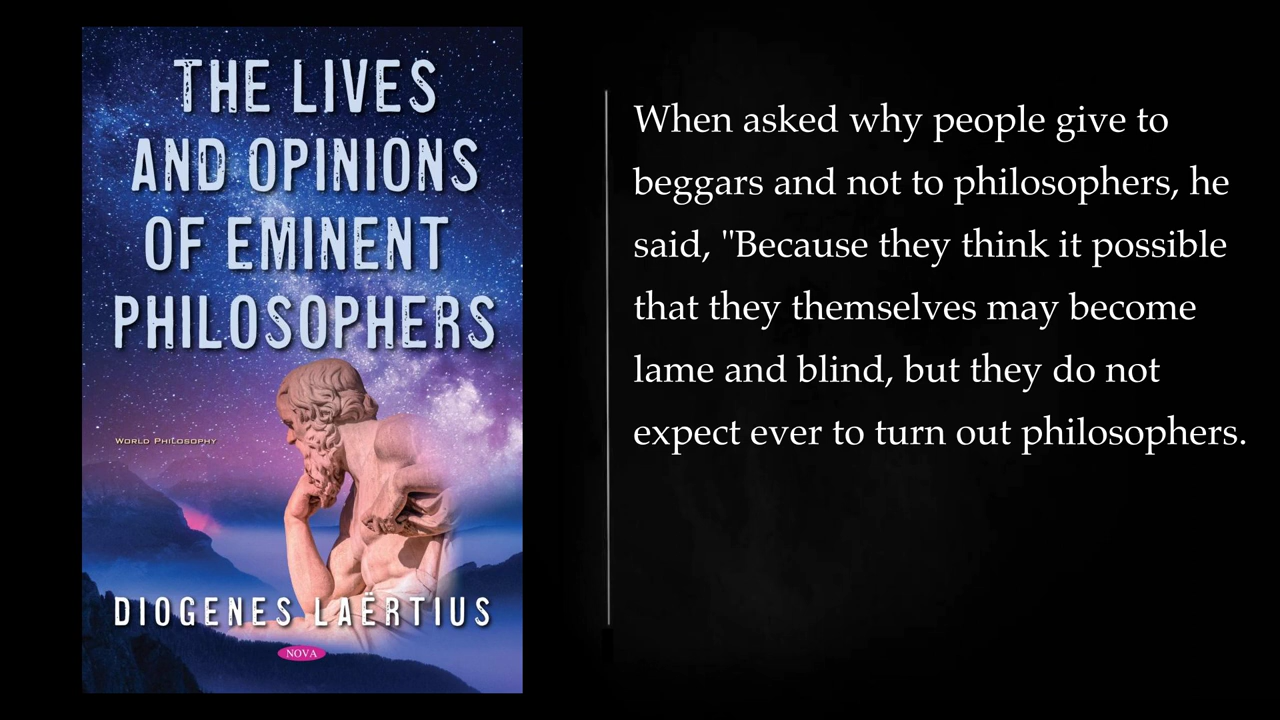 THE LIVES
AND OPINIONS
OF EMINENT
PHILOSOPHERS
WORLD PHILOSOPHY
DIOGENES LAËRTIUS
NOVA
When asked why people give to
beggars and not to philosophers, he
said, "Because they think it possible
that they themselves may become
lame and blind, but they do not
expect ever to turn out philosophers.